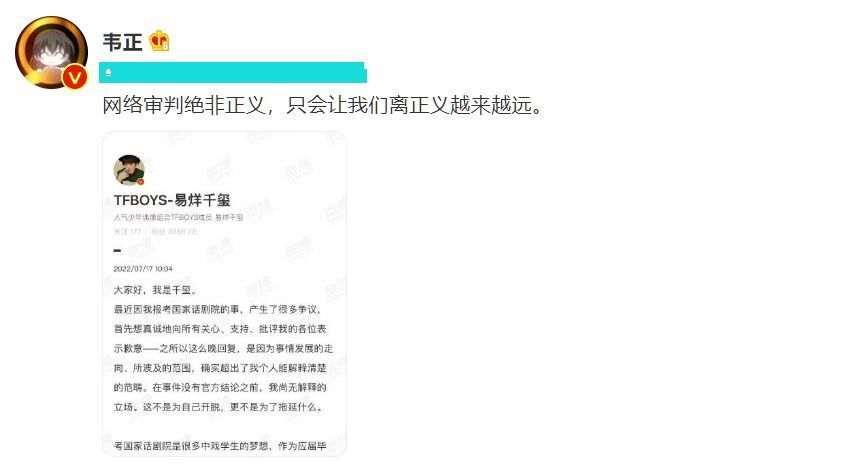 韦正
网络审判绝非正义，只会让我们离正义越来越远。
TFBOYS-易烊千玺
人气少年偶像组合TFBOYS成员 易烊千玺
关注 177
2022/07/17 10:04
大家好，我是千玺。
最近因我报考国家话剧院的事，产生了很多争议，
首先想真诚地向所有关心、支持、批评我的各位表
示歉意——之所以这么晚回复，是因为事情发展的走
向、所波及的范围，确实超出了我个人能解释清楚
的范畴。在事件没有官方结论之前，我尚无解释的
立场。这不是为自己开脱，更不是为了拖延什么。
考国家话剧院是很多中戏学生的梦想，作为应届毕